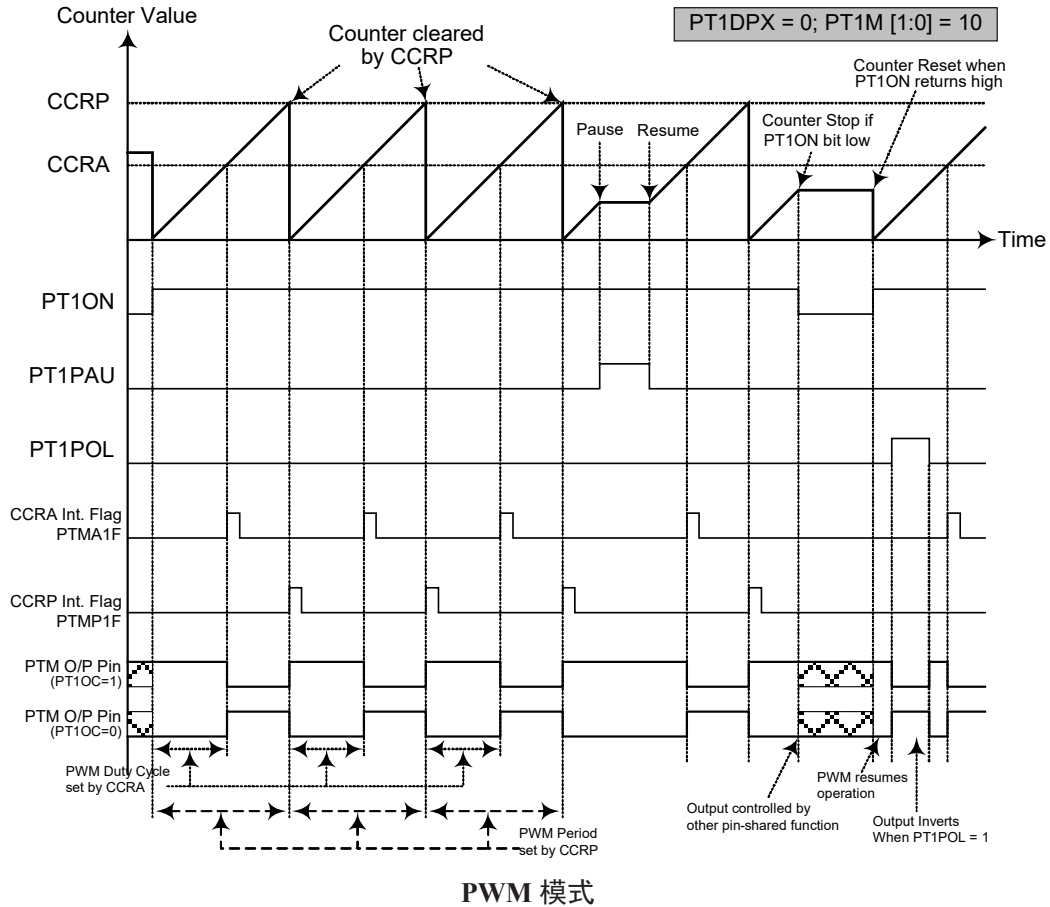 Counter Value
PT1DPX = 0; PT1M [1:0] = 10
Counter cleared
by CCRP
Counter Reset when
PT1ON returns high
CCRP
Pause
Resume
Counter Stop if
PT1ON bit low
CCRA
Time
PT1ON
PT1PAU
PT1POL
CCRA Int. Flag
PTMA1F
CCRP Int. Flag
PTMP1F
PTM O/P Pin
(PT1OC=1)
PTM O/P Pin
(PT1OC=0)
PWM Duty Cycle
set by CCRA
PWM resumes
operation
Output controlled by
other pin-shared function
Output Inverts
When PT1POL = 1
PWM Period
set by CCRP
PWM 模式